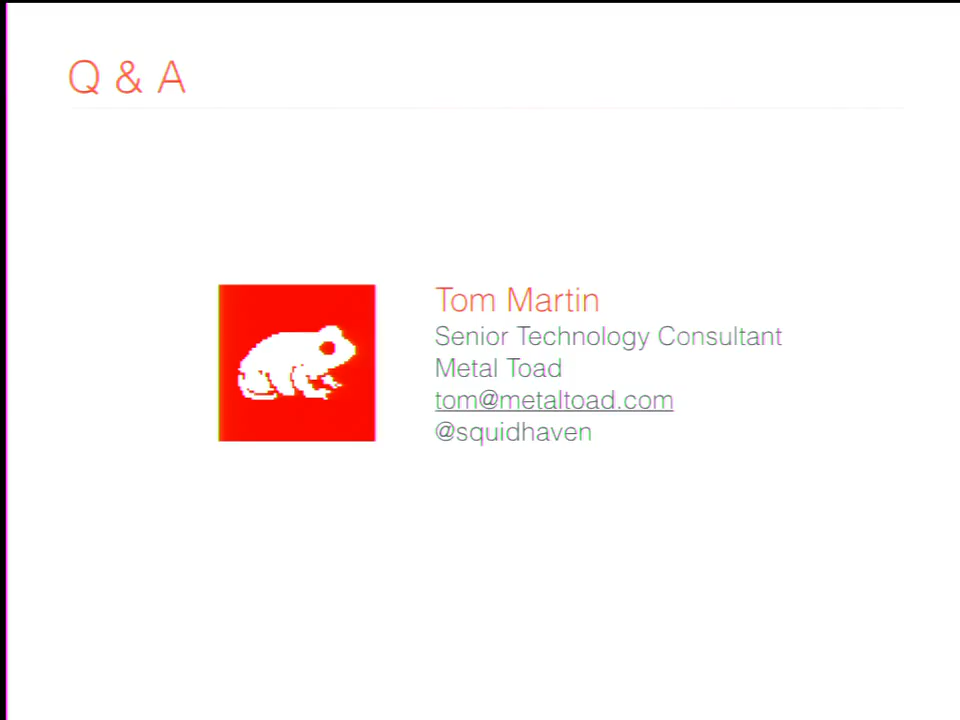 Q & A
Tom Martin
Senior Technology Consultant
Metal Toad
tom@metaltoad.com
@squidhaven